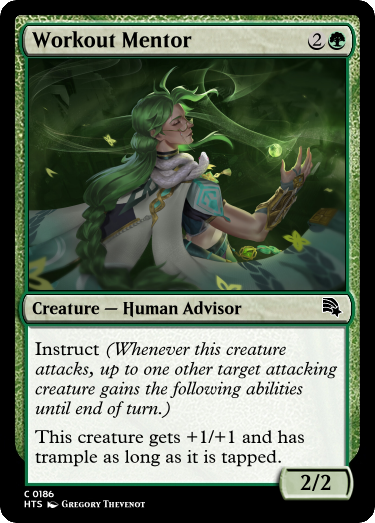 Workout Mentor 2
Creature — Human Advisor
Instruct (Whenever this creature
attacks, up to one other target attacking
creature gains the following abilities
until end of turn.)
This creature gets +1/+1 and has
trample as long as it is tapped.
2/2
C 0186
HTS Gregory Thevenot